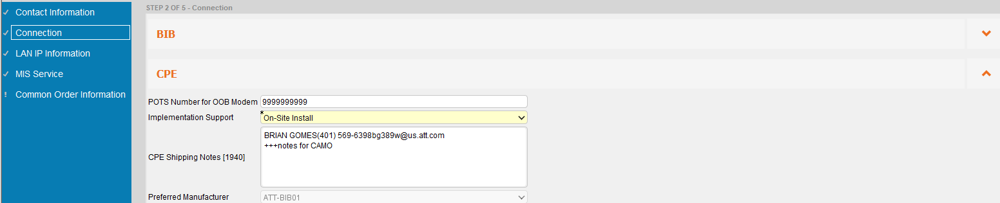 Contact Information
Connection
LAN IP Information
MIS Service
Common Order Information
STEP 2 OF 5 - Connection
BIB
CPE
POTS Number for OOB Modem 9999999999
Implementation Support * On-Site Install
CPE Shipping Notes [1940]
BRIAN GOMES(401) 569-6398bg389w@us.att.com
+++notes for CAMO
Preferred Manufacturer ATT-BIB01